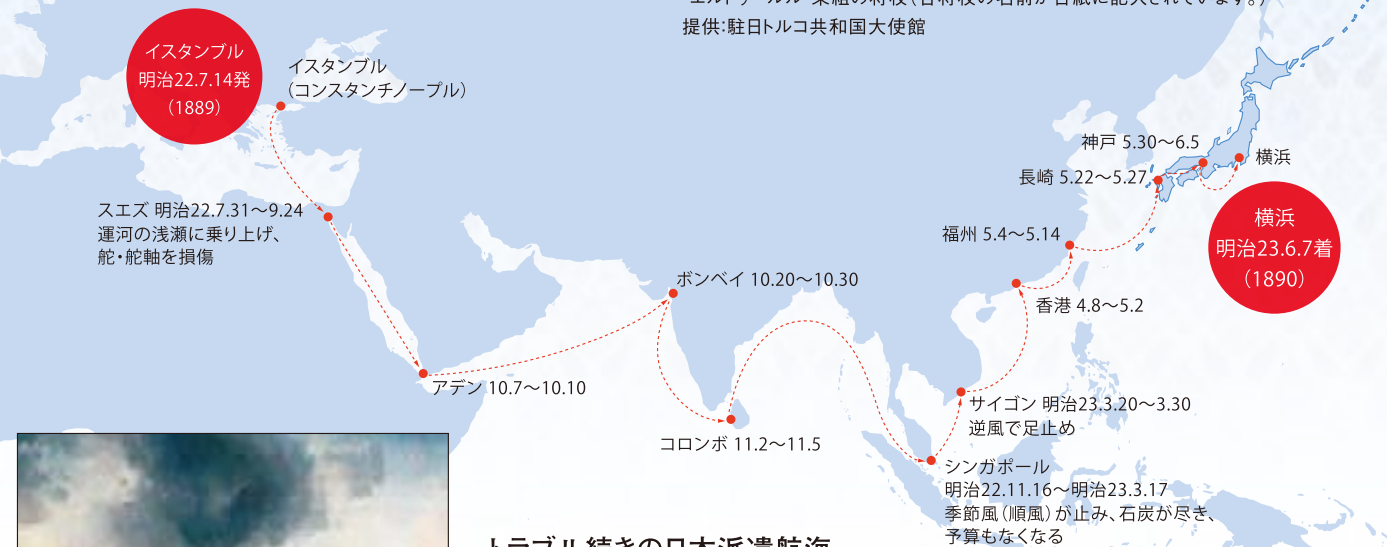 提供：駐日トルコ共和国大使館
イスタンブル
明治22.7.14発
（1889）
イスタンブル
（コンスタンチノープル）
スエズ 明治22.7.31～9.24
運河の浅瀬に乗り上げ、
舵・舵軸を損傷
アデン 10.7～10.10
ボンベイ 10.20～10.30
コロンボ 11.2～11.5
シンガポール
明治22.11.16～明治23.3.17
季節風（順風）が止み、石炭が尽き、
予算もなくなる
サイゴン 明治23.3.20～3.30
逆風で足止め
香港 4.8～5.2
福州 5.4～5.14
長崎 5.22～5.27
神戸 5.30～6.5
横浜
横浜
明治23.6.7着
（1890）